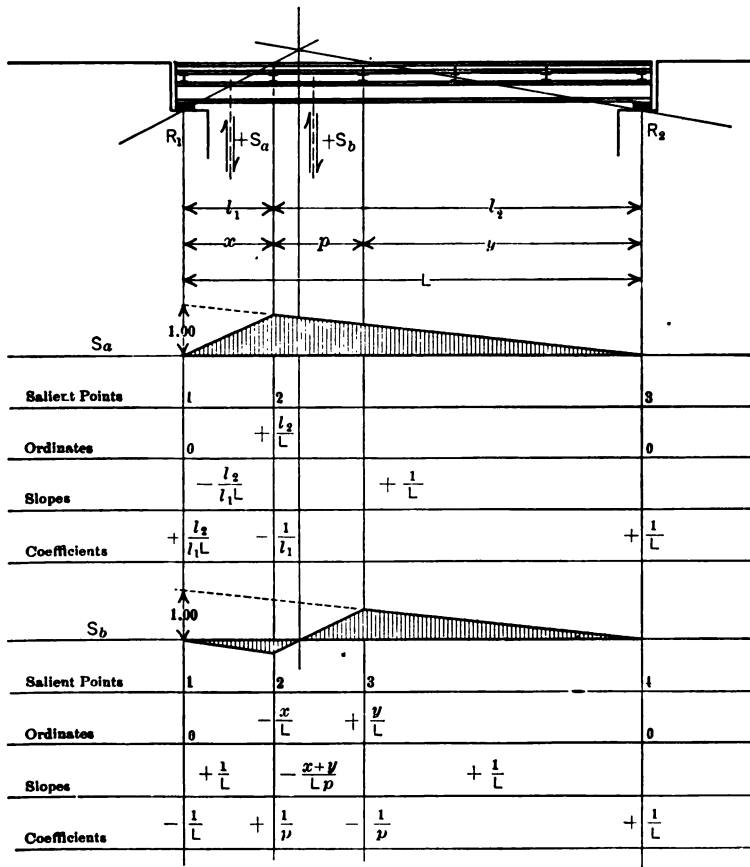 R₁ +Sₐ +S_b R₂
l₁ l₂
x p y
L
1.00
Sa
Salient Points 1 2 3
Ordinates 0 + l₂/L 0
Slopes − l₂/l₁L + 1/L
Coefficients + l₂/l₁L − 1/l₁ + 1/L
1.00
S_b
Salient Points 1 2 3 4
Ordinates 0 − x/L + y/L 0
Slopes + 1/L − x+y/Lp + 1/L
Coefficients − 1/L + 1/p − 1/p + 1/L